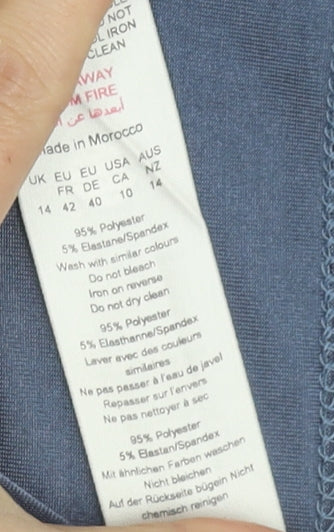 NOT
IRON
CLEAN
AWAY
FIRE
أبعدها عن
Made in Morocco
UK EU EU USA AUS
FR DE CA NZ
14 42 40 10 14
95% Polyester
5% Elastane/Spandex
Wash with similar colours
Do not bleach
Iron on reverse
Do not dry clean
95% Polyester
5% Elasthanne/Spandex
Laver avec des couleurs
similaires
Ne pas passer à l'eau de javel
Repasser sur l'envers
Ne pas nettoyer à sec
95% Polyester
5% Elastan/Spandex
Mit ähnlichen Farben waschen
Nicht bleichen
Auf der Rückseite bügeln Nicht
chemisch reinigen